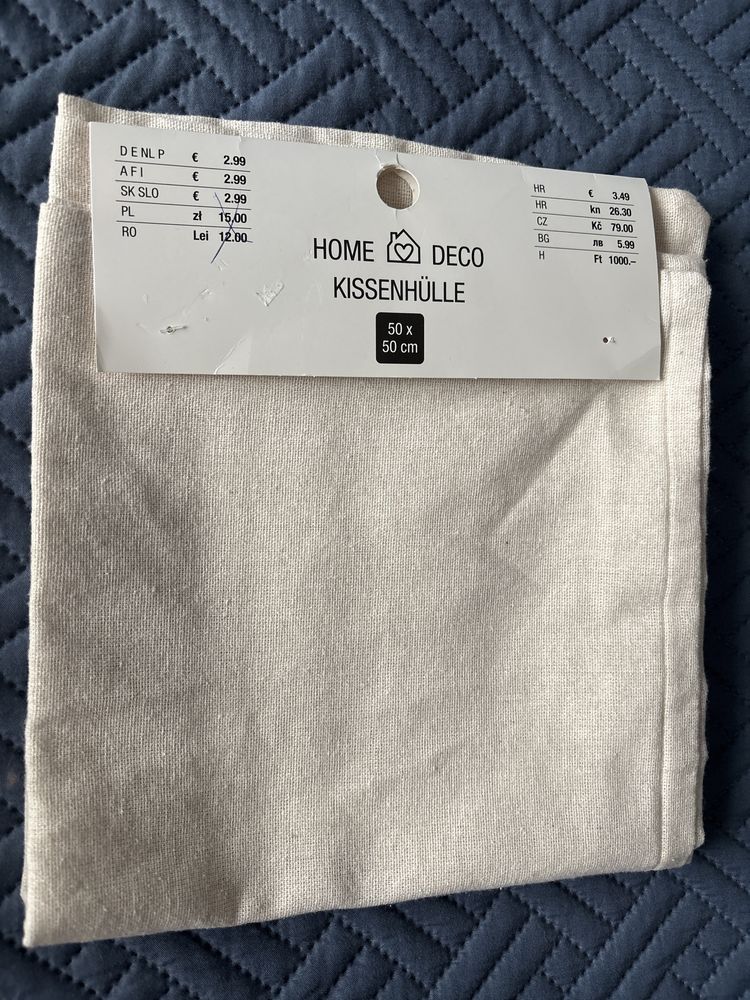 D E NL P € 2.99
A F I € 2.99
SK SLO € 2.99
PL zł 15.00
RO Lei 12.00
HR € 3.49
HR kn 26.30
CZ Kč 79.00
BG лв 5.99
H Ft 1000.–
HOME DECO
KISSENHÜLLE
50 x
50 cm